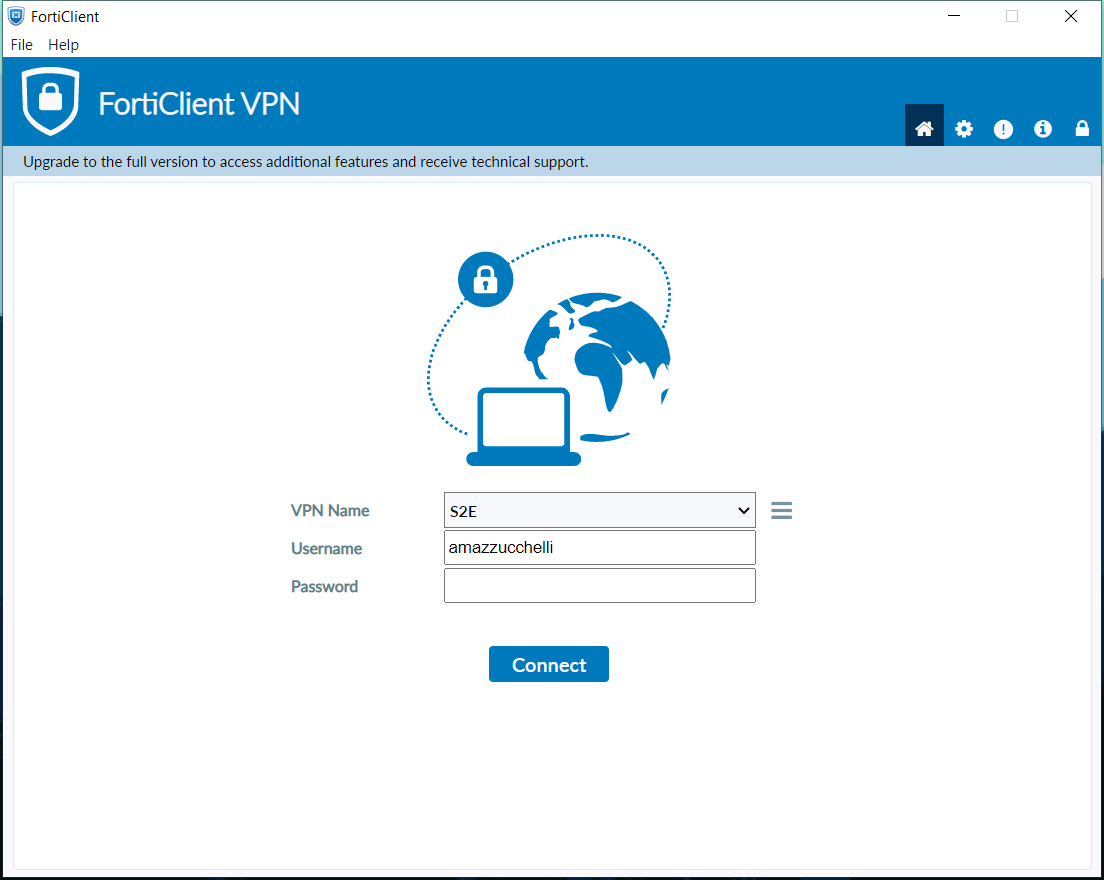 FortiClient
File Help
FortiClient VPN
Upgrade to the full version to access additional features and receive technical support.
VPN Name S2E
Username amazzucchelli
Password
Connect